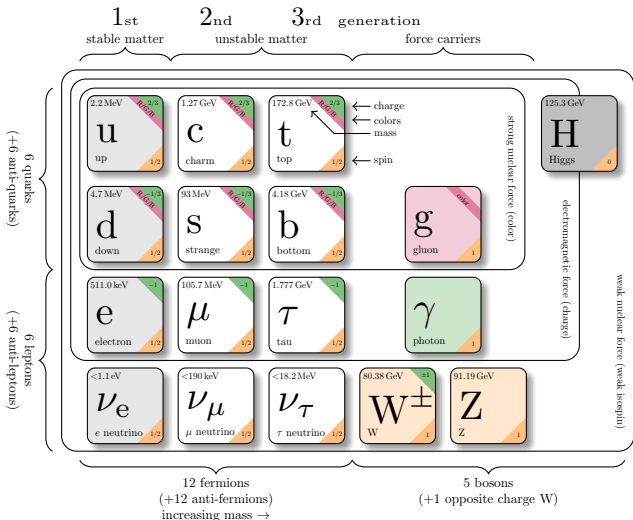 1st 2nd 3rd generation
stable matter unstable matter force carriers
6 quarks
(+6 anti-quarks)
6 leptons
(+6 anti-leptons)
2.2 MeV 2/3 R/G/B
u
up 1/2
1.27 GeV 2/3 R/G/B
c
charm 1/2
172.8 GeV 2/3 R/G/B
t
top 1/2
charge
colors
mass
spin
125.3 GeV
H
Higgs 0
4.7 MeV −1/3 R/G/B
d
down 1/2
93 MeV −1/3 R/G/B
s
strange 1/2
4.18 GeV −1/3 R/G/B
b
bottom 1/2
color
g
gluon 1
511.0 keV −1
e
electron 1/2
105.7 MeV −1
μ
muon 1/2
1.777 GeV −1
τ
tau 1/2
γ
photon 1
<1.1 eV
νe
e neutrino 1/2
<190 keV
νμ
μ neutrino 1/2
<18.2 MeV
ντ
τ neutrino 1/2
80.38 GeV ±1
W±
W 1
91.19 GeV
Z
Z 1
strong nuclear force (color)
electromagnetic force (charge)
weak nuclear force (weak isospin)
12 fermions
(+12 anti-fermions)
increasing mass →
5 bosons
(+1 opposite charge W)